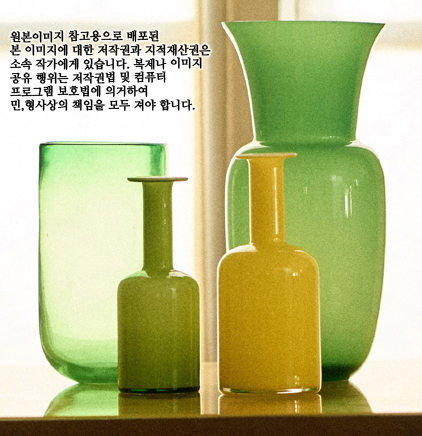 원본이미지 참고용으로 배포된
본 이미지에 대한 저작권과 지적재산권은
소속 작가에게 있습니다. 복제나 이미지
공유 행위는 저작권법 및 컴퓨터
프로그램 보호법에 의거하여
민,형사상의 책임을 모두 져야 합니다.